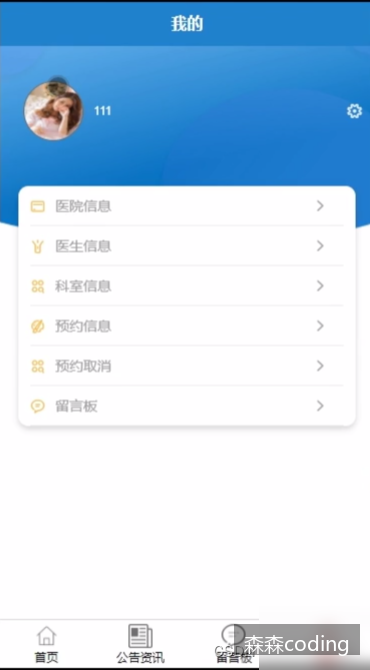 我的
111
医院信息
医生信息
科室信息
预约信息
预约取消
留言板
首页
公告资讯
留言板
森森coding